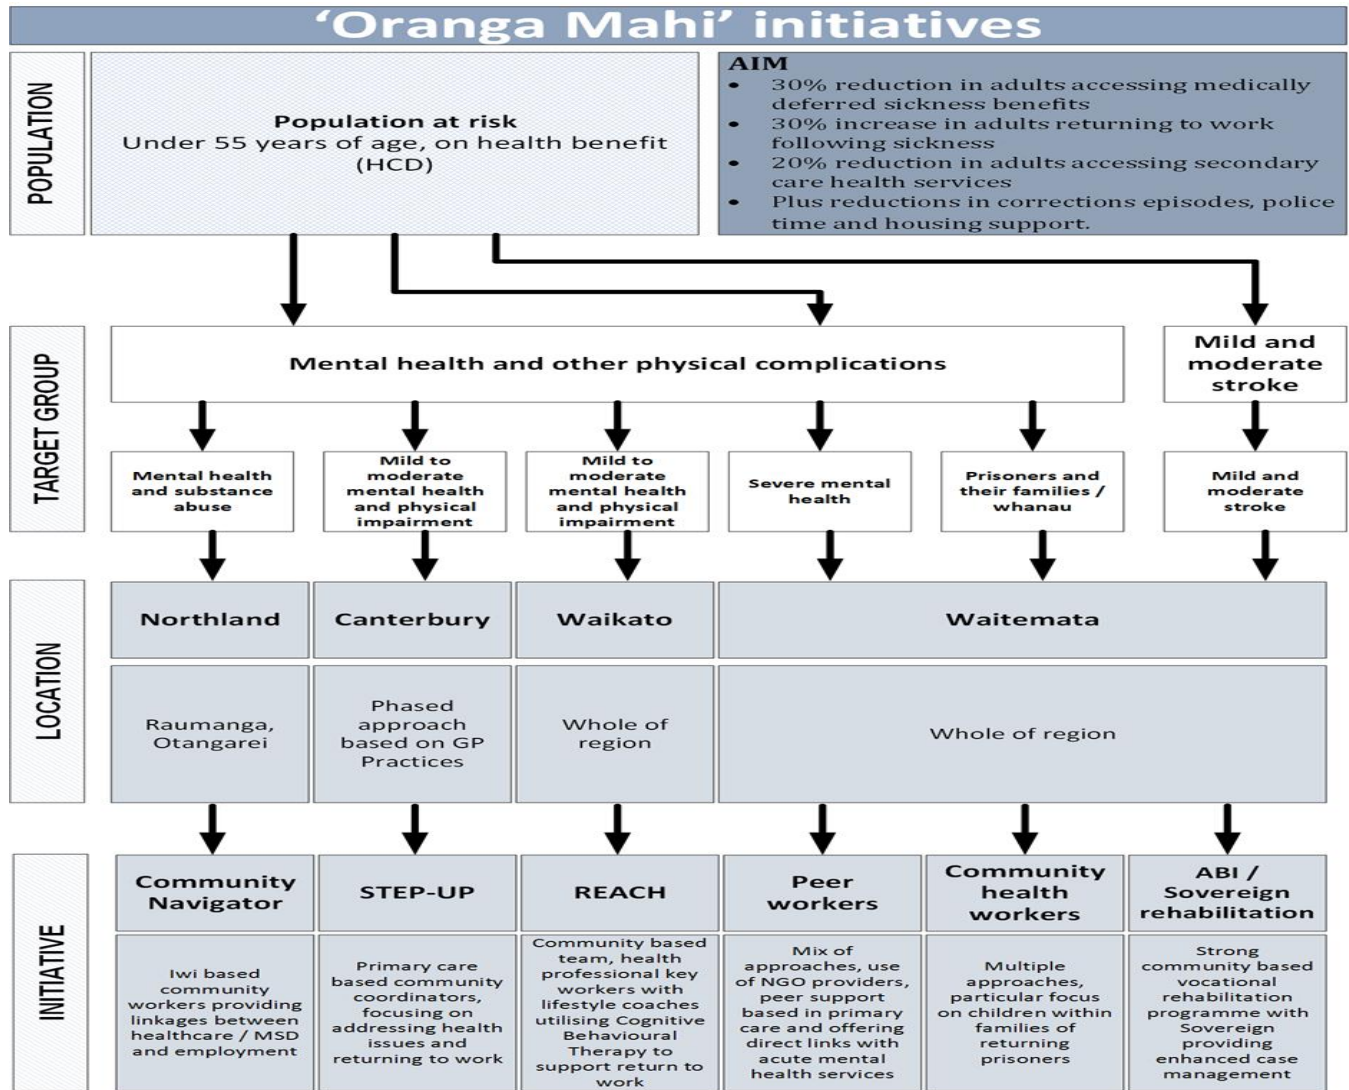 ‘Oranga Mahi’ initiatives
POPULATION
Population at risk
Under 55 years of age, on health benefit
(HCD)
AIM
• 30% reduction in adults accessing medically
deferred sickness benefits
• 30% increase in adults returning to work
following sickness
• 20% reduction in adults accessing secondary
care health services
• Plus reductions in corrections episodes, police
time and housing support.
TARGET GROUP
Mental health and other physical complications
Mild and
moderate
stroke
Mental health
and substance
abuse
Mild to
moderate
mental health
and physical
impairment
Mild to
moderate
mental health
and physical
impairment
Severe mental
health
Prisoners and
their families /
whanau
Mild and
moderate
stroke
LOCATION
Northland
Canterbury
Waikato
Waitemata
Raumanga,
Otangarei
Phased
approach
based on GP
Practices
Whole of
region
Whole of region
INITIATIVE
Community
Navigator
STEP-UP
REACH
Peer
workers
Community
health
workers
ABI /
Sovereign
rehabilitation
Iwi based
community
workers providing
linkages between
healthcare / MSD
and employment
Primary care
based community
coordinators,
focusing on
addressing health
issues and
returning to work
Community based
team, health
professional key
workers with
lifestyle coaches
utilising Cognitive
Behavioural
Therapy to
support return to
work
Mix of
approaches, use
of NGO providers,
peer support
based in primary
care and offering
direct links with
acute mental
health services
Multiple
approaches,
particular focus
on children within
families of
returning
prisoners
Strong
community based
vocational
rehabilitation
programme with
Sovereign
providing
enhanced case
management